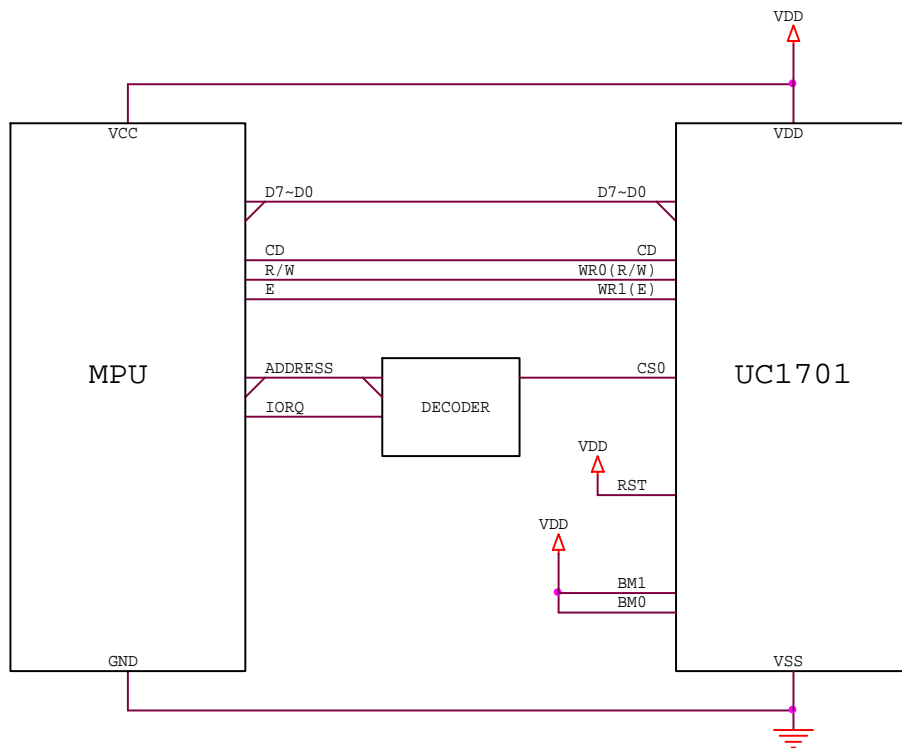 VDD
VCC VDD
D7~D0 D7~D0
CD CD
R/W WR0(R/W)
E WR1(E)
ADDRESS CS0
MPU UC1701
IORQ DECODER
VDD
RST
VDD
BM1
BM0
GND VSS